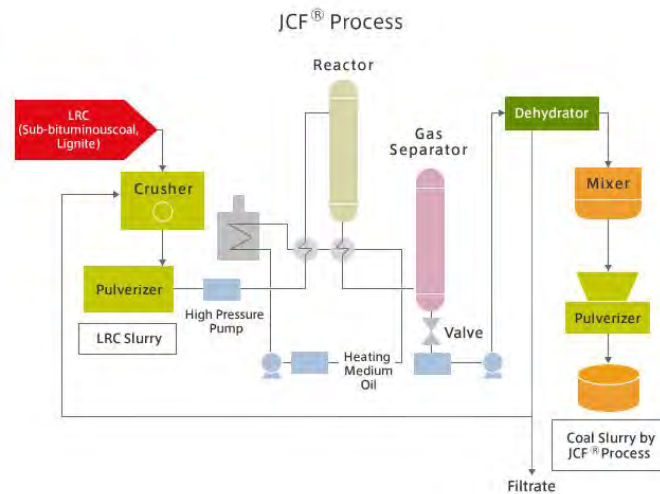 JCF® Process
Reactor
LRC
(Sub-bituminouscoal,
Lignite)
Gas
Separator
Dehydrator
Crusher
Mixer
Pulverizer
High Pressure
Pump
LRC Slurry
Valve
Heating
Medium
Oil
Pulverizer
Coal Slurry by
JCF® Process
Filtrate